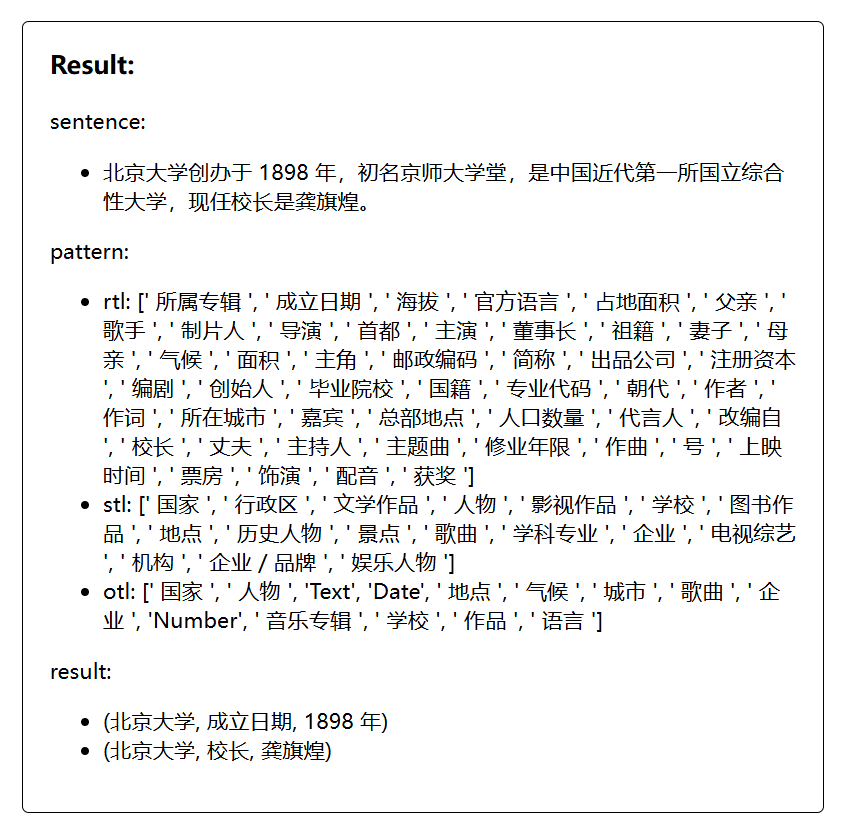 Result:
sentence:
• 北京大学创办于 1898 年，初名京师大学堂，是中国近代第一所国立综合
性大学，现任校长是龚旗煌。
pattern:
• rtl: [' 所属专辑 ', ' 成立日期 ', ' 海拔 ', ' 官方语言 ', ' 占地面积 ', ' 父亲 ', '
歌手 ', ' 制片人 ', ' 导演 ', ' 首都 ', ' 主演 ', ' 董事长 ', ' 祖籍 ', ' 妻子 ', ' 母
亲 ', ' 气候 ', ' 面积 ', ' 主角 ', ' 邮政编码 ', ' 简称 ', ' 出品公司 ', ' 注册资本
', ' 编剧 ', ' 创始人 ', ' 毕业院校 ', ' 国籍 ', ' 专业代码 ', ' 朝代 ', ' 作者 ', '
作词 ', ' 所在城市 ', ' 嘉宾 ', ' 总部地点 ', ' 人口数量 ', ' 代言人 ', ' 改编自
', ' 校长 ', ' 丈夫 ', ' 主持人 ', ' 主题曲 ', ' 修业年限 ', ' 作曲 ', ' 号 ', ' 上映
时间 ', ' 票房 ', ' 饰演 ', ' 配音 ', ' 获奖 ']
• stl: [' 国家 ', ' 行政区 ', ' 文学作品 ', ' 人物 ', ' 影视作品 ', ' 学校 ', ' 图书作
品 ', ' 地点 ', ' 历史人物 ', ' 景点 ', ' 歌曲 ', ' 学科专业 ', ' 企业 ', ' 电视综艺
', ' 机构 ', ' 企业 / 品牌 ', ' 娱乐人物 ']
• otl: [' 国家 ', ' 人物 ', 'Text', 'Date', ' 地点 ', ' 气候 ', ' 城市 ', ' 歌曲 ', ' 企
业 ', 'Number', ' 音乐专辑 ', ' 学校 ', ' 作品 ', ' 语言 ']
result:
• (北京大学, 成立日期, 1898 年)
• (北京大学, 校长, 龚旗煌)